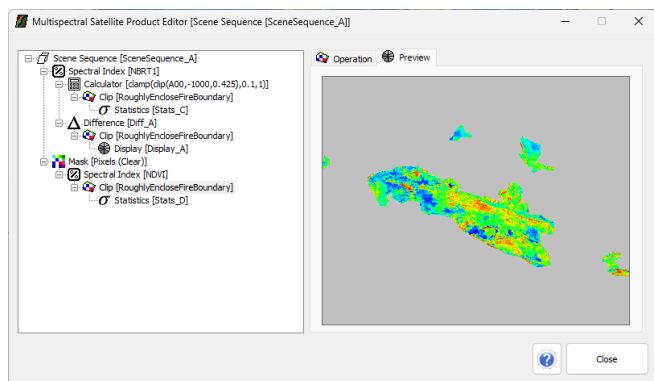 Multispectral Satellite Product Editor [Scene Sequence [SceneSequence_A]]
Scene Sequence [SceneSequence_A]
Spectral Index [NBRT1]
Calculator [clamp(clip(A00,-1000,0.425),0.1,1)]
Clip [RoughlyEncloseFireBoundary]
Statistics [Stats_C]
Difference [Diff_A]
Clip [RoughlyEncloseFireBoundary]
Display [Display_A]
Mask [Pixels (Clear)]
Spectral Index [NDVI]
Clip [RoughlyEncloseFireBoundary]
Statistics [Stats_D]
Operation Preview
Close